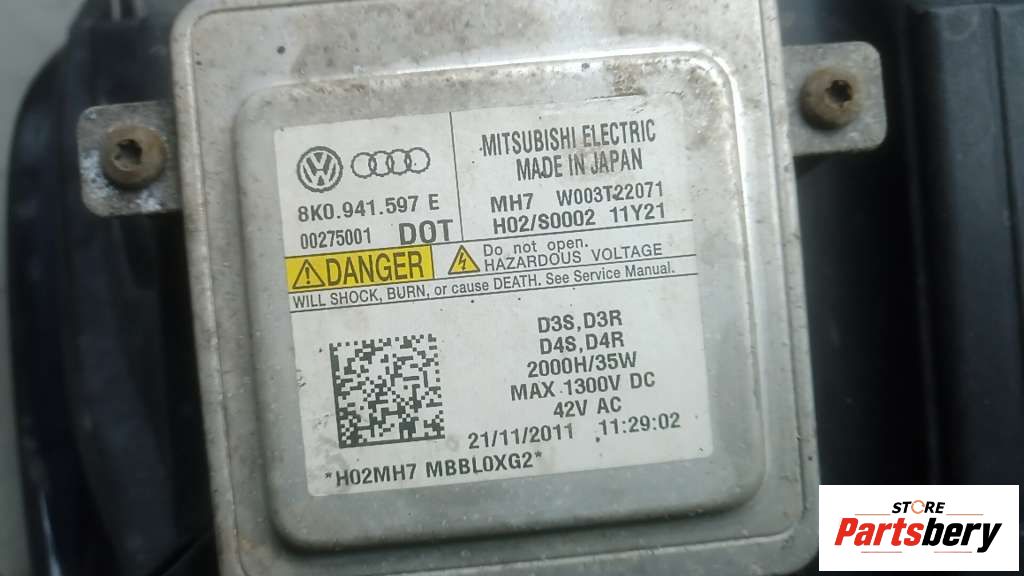 8K0.941.597 E
00275001 DOT
MITSUBISHI ELECTRIC
MADE IN JAPAN
MH7 W003T22071
H02/S0002 11Y21
DANGER
Do not open.
HAZARDOUS VOLTAGE
WILL SHOCK, BURN, or cause DEATH. See Service Manual.
D3S,D3R
D4S,D4R
2000H/35W
MAX 1300V DC
42V AC
21/11/2011 11:29:02
*H02MH7 MBBL0XG2*
STORE
Partsbery